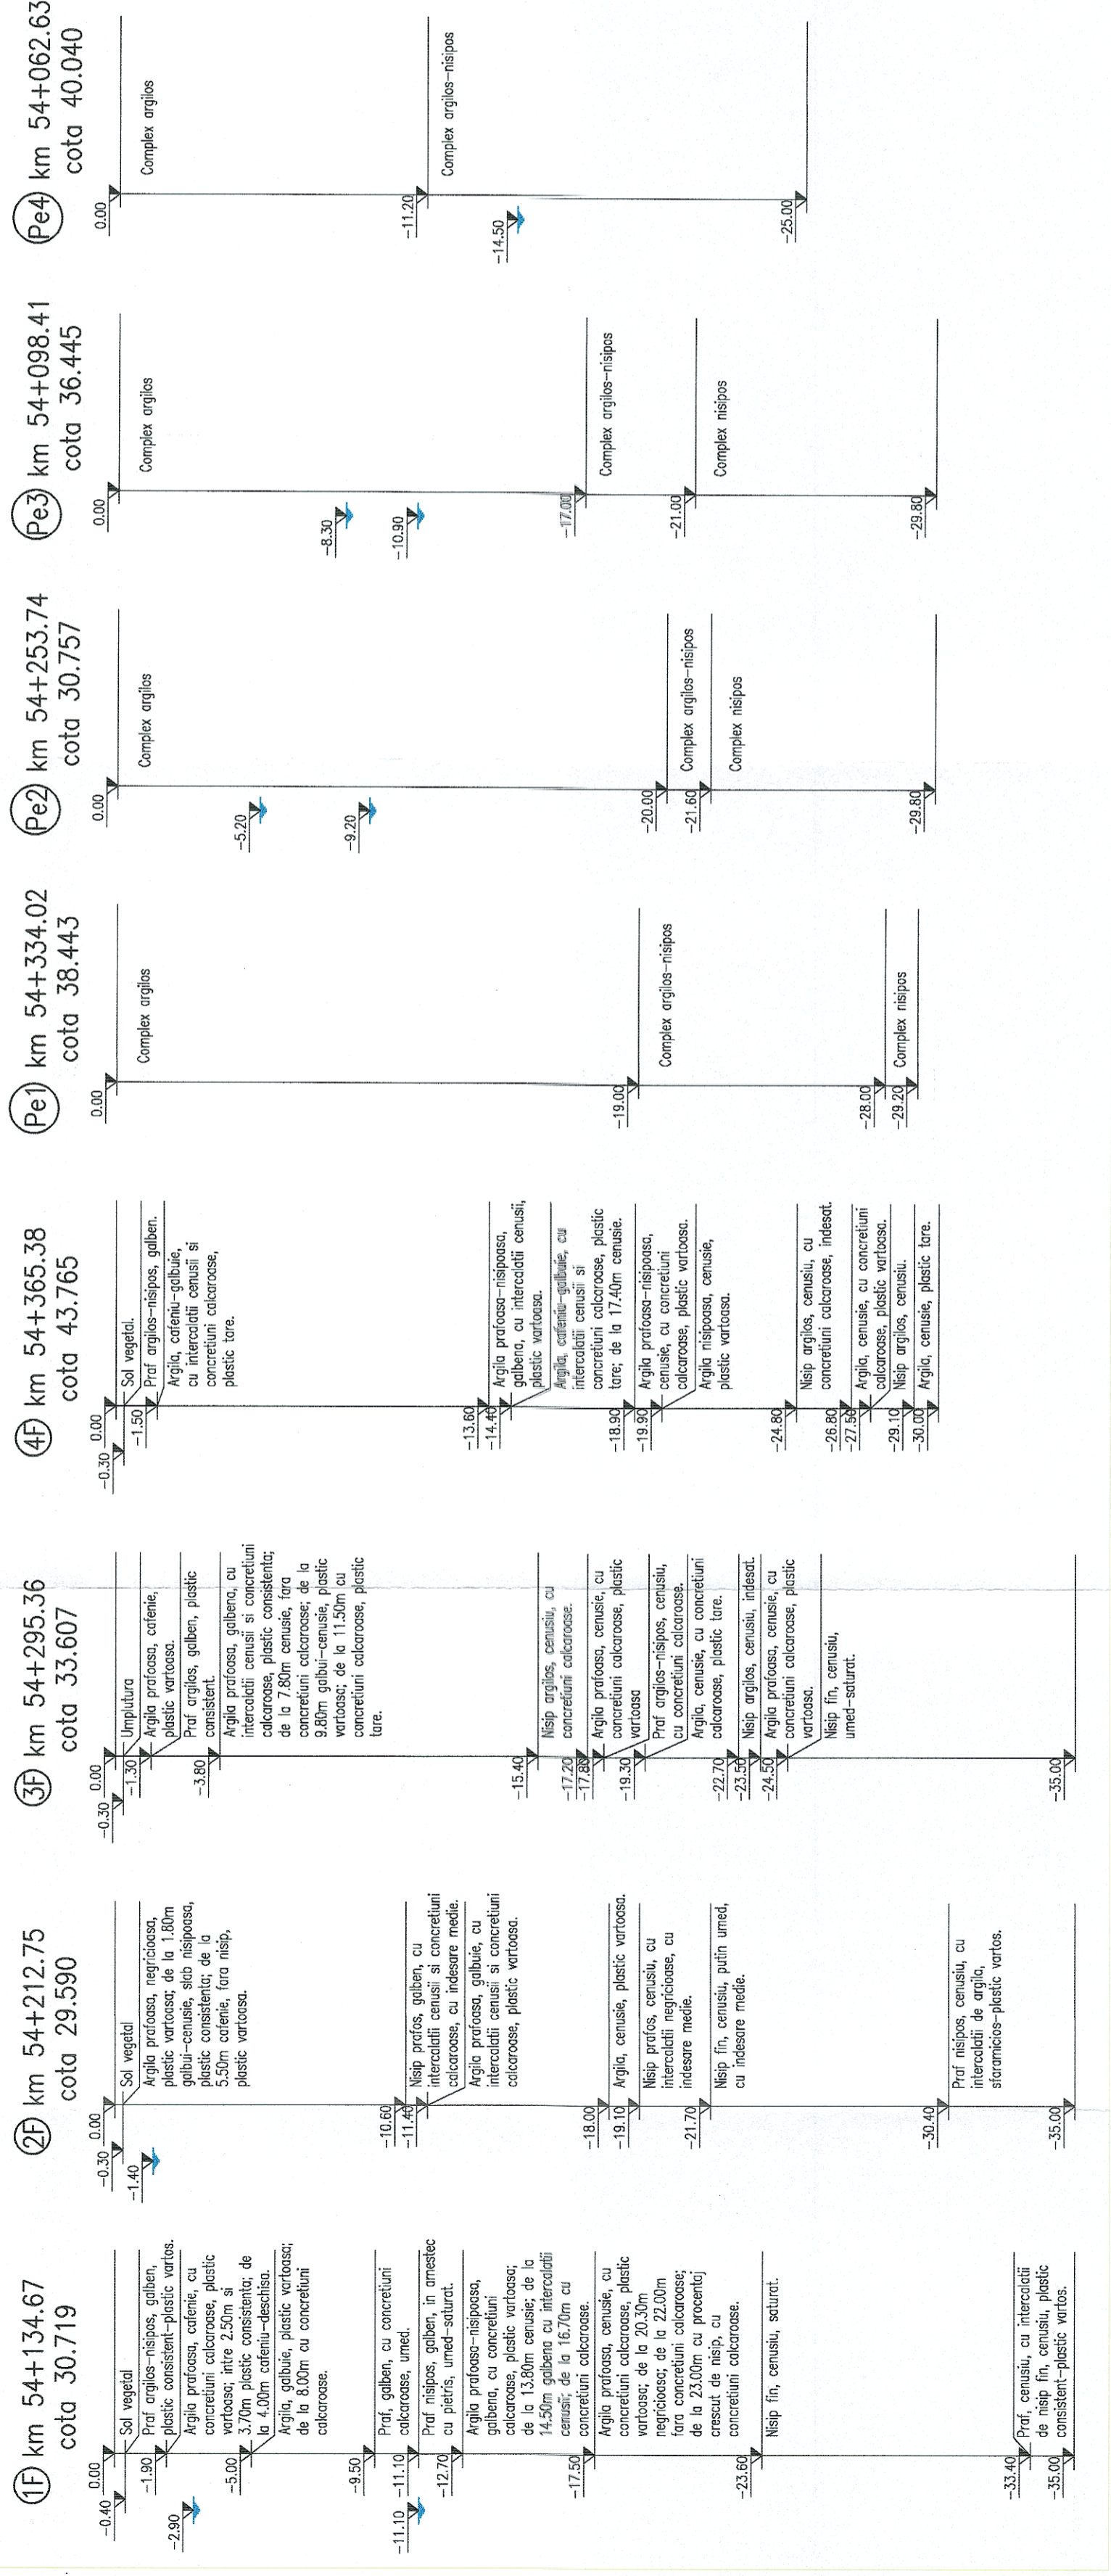 1F km 54+134.67
cota 30.719
0.00
-0.40
Sol vegetal
Praf argilos-nisipos, galben,
plastic consistent-plastic vartos.
-1.90
-2.90
Argila prafoasa, cafenie, cu
concretiuni calcaroase, plastic
vartoasa; intre 2.50m si
3.70m plastic consistenta; de
la 4.00m cafeniu-deschisa.
-5.00
Argila, galbuie, plastic vartoasa;
de la 8.00m cu concretiuni
calcaroase.
-9.50
Praf, galben, cu concretiuni
calcaroase, umed.
-11.10
-11.10
Praf nisipos, galben, in amestec
cu pietris, umed-saturat.
-12.70
Argila prafoasa-nisipoasa,
galbena, cu concretiuni
calcaroase, plastic vartoasa;
de la 13.80m cenusie; de la
14.50m galbena cu intercalatii
cenusii; de la 16.70m cu
concretiuni calcaroase.
-17.50
Argila prafoasa, cenusie, cu
concretiuni calcaroase, plastic
vartoasa; de la 20.30m
negricioasa; de la 22.00m
fara concretiuni calcaroase;
de la 23.00m cu procentaj
crescut de nisip, cu
concretiuni calcaroase.
-23.60
Nisip fin, cenusiu, saturat.
-33.40
Praf, cenusiu, cu intercalatii
de nisip fin, cenusiu, plastic
consistent-plastic vartos.
-35.00
2F km 54+212.75
cota 29.590
0.00
-0.30
Sol vegetal
-1.40
Argila prafoasa, negricioasa,
plastic vartoasa; de la 1.80m
galbui-cenusie, slab nisipoasa,
plastic consistenta; de la
5.50m cafenie, fara nisip,
plastic vartoasa.
-10.60
Nisip prafos, galben, cu
intercalatii cenusii si concretiuni
calcaroase, cu indesare medie.
-11.40
Argila prafoasa, galbuie, cu
intercalatii cenusii si concretiuni
calcaroase, plastic vartoasa.
-18.00
Argila, cenusie, plastic vartoasa.
-19.10
Nisip prafos, cenusiu, cu
intercalatii negricioase, cu
indesare medie.
-21.70
Nisip fin, cenusiu, putin umed,
cu indesare medie.
-30.40
Praf nisipos, cenusiu, cu
intercalatii de argila,
sfaramicios-plastic vartos.
-35.00
3F km 54+295.36
cota 33.607
0.00
-0.30
Umplutura
Argila prafoasa, cafenie,
plastic vartoasa.
-1.30
Praf argilos, galben, plastic
consistent.
-3.80
Argila prafoasa, galbena, cu
intercalatii cenusii si concretiuni
calcaroase, plastic consistenta;
de la 7.80m cenusie, fara
concretiuni calcaroase; de la
9.80m galbui-cenusie, plastic
vartoasa; de la 11.50m cu
concretiuni calcaroase, plastic
tare.
-15.40
Nisip argilos, cenusiu, cu
concretiuni calcaroase.
-17.20
Argila prafoasa, cenusie, cu
concretiuni calcaroase, plastic
vartoasa
-17.80
Praf argilos-nisipos, cenusiu,
cu concretiuni calcaroase.
-19.30
Argila, cenusie, cu concretiuni
calcaroase, plastic tare.
-22.70
Nisip argilos, cenusiu, indesat.
-23.50
Argila prafoasa, cenusie, cu
concretiuni calcaroase, plastic
vartoasa.
-24.50
Nisip fin, cenusiu,
umed-saturat.
-35.00
4F km 54+365.38
cota 43.765
0.00
-0.30
Sol vegetal.
Praf argilos-nisipos, galben.
-1.50
Argila, cafeniu-galbuie,
cu intercalatii cenusii si
concretiuni calcaroase,
plastic tare.
-13.60
Argila prafoasa-nisipoasa,
galbena, cu intercalatii cenusii,
plastic vartoasa.
-14.40
Argila, cafeniu-galbuie, cu
intercalatii cenusii si
concretiuni calcaroase, plastic
tare; de la 17.40m cenusie.
-18.90
Argila prafoasa-nisipoasa,
cenusie, cu concretiuni
calcaroase, plastic vartoasa.
-19.90
Argila nisipoasa, cenusie,
plastic vartoasa.
-24.80
Nisip argilos, cenusiu, cu
concretiuni calcaroase, indesat.
-26.80
Argila, cenusie, cu concretiuni
calcaroase, plastic vartoasa.
-27.50
Nisip argilos, cenusiu.
-29.10
Argila, cenusie, plastic tare.
-30.00
Pe1 km 54+334.02
cota 38.443
0.00
Complex argilos
-19.00
Complex argilos-nisipos
-28.00
Complex nisipos
-29.20
Pe2 km 54+253.74
cota 30.757
0.00
Complex argilos
-5.20
-9.20
-20.00
Complex argilos-nisipos
-21.60
Complex nisipos
-29.80
Pe3 km 54+098.41
cota 36.445
0.00
Complex argilos
-8.30
-10.90
-17.00
Complex argilos-nisipos
-21.00
Complex nisipos
-29.80
Pe4 km 54+062.63
cota 40.040
0.00
Complex argilos
-11.20
Complex argilos-nisipos
-14.50
-25.00